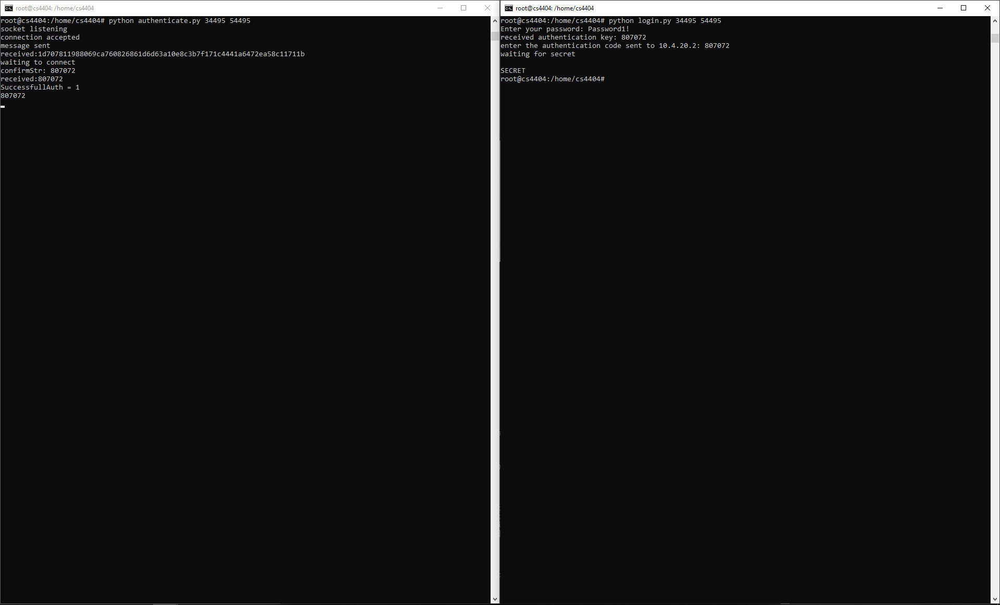 root@cs4404: /home/cs4404
root@cs4404:/home/cs4404# python authenticate.py 34495 54495
socket listening
connection accepted
message sent
received:1d707811988069ca760826861d6d63a10e8c3b7f171c4441a6472ea58c11711b
waiting to connect
confirmStr: 807072
received:807072
SuccessfullAuth = 1
807072
root@cs4404: /home/cs4404
root@cs4404:/home/cs4404# python login.py 34495 54495
Enter your password: Password1!
received authentication key: 807072
enter the authentication code sent to 10.4.20.2: 807072
waiting for secret
SECRET
root@cs4404:/home/cs4404#